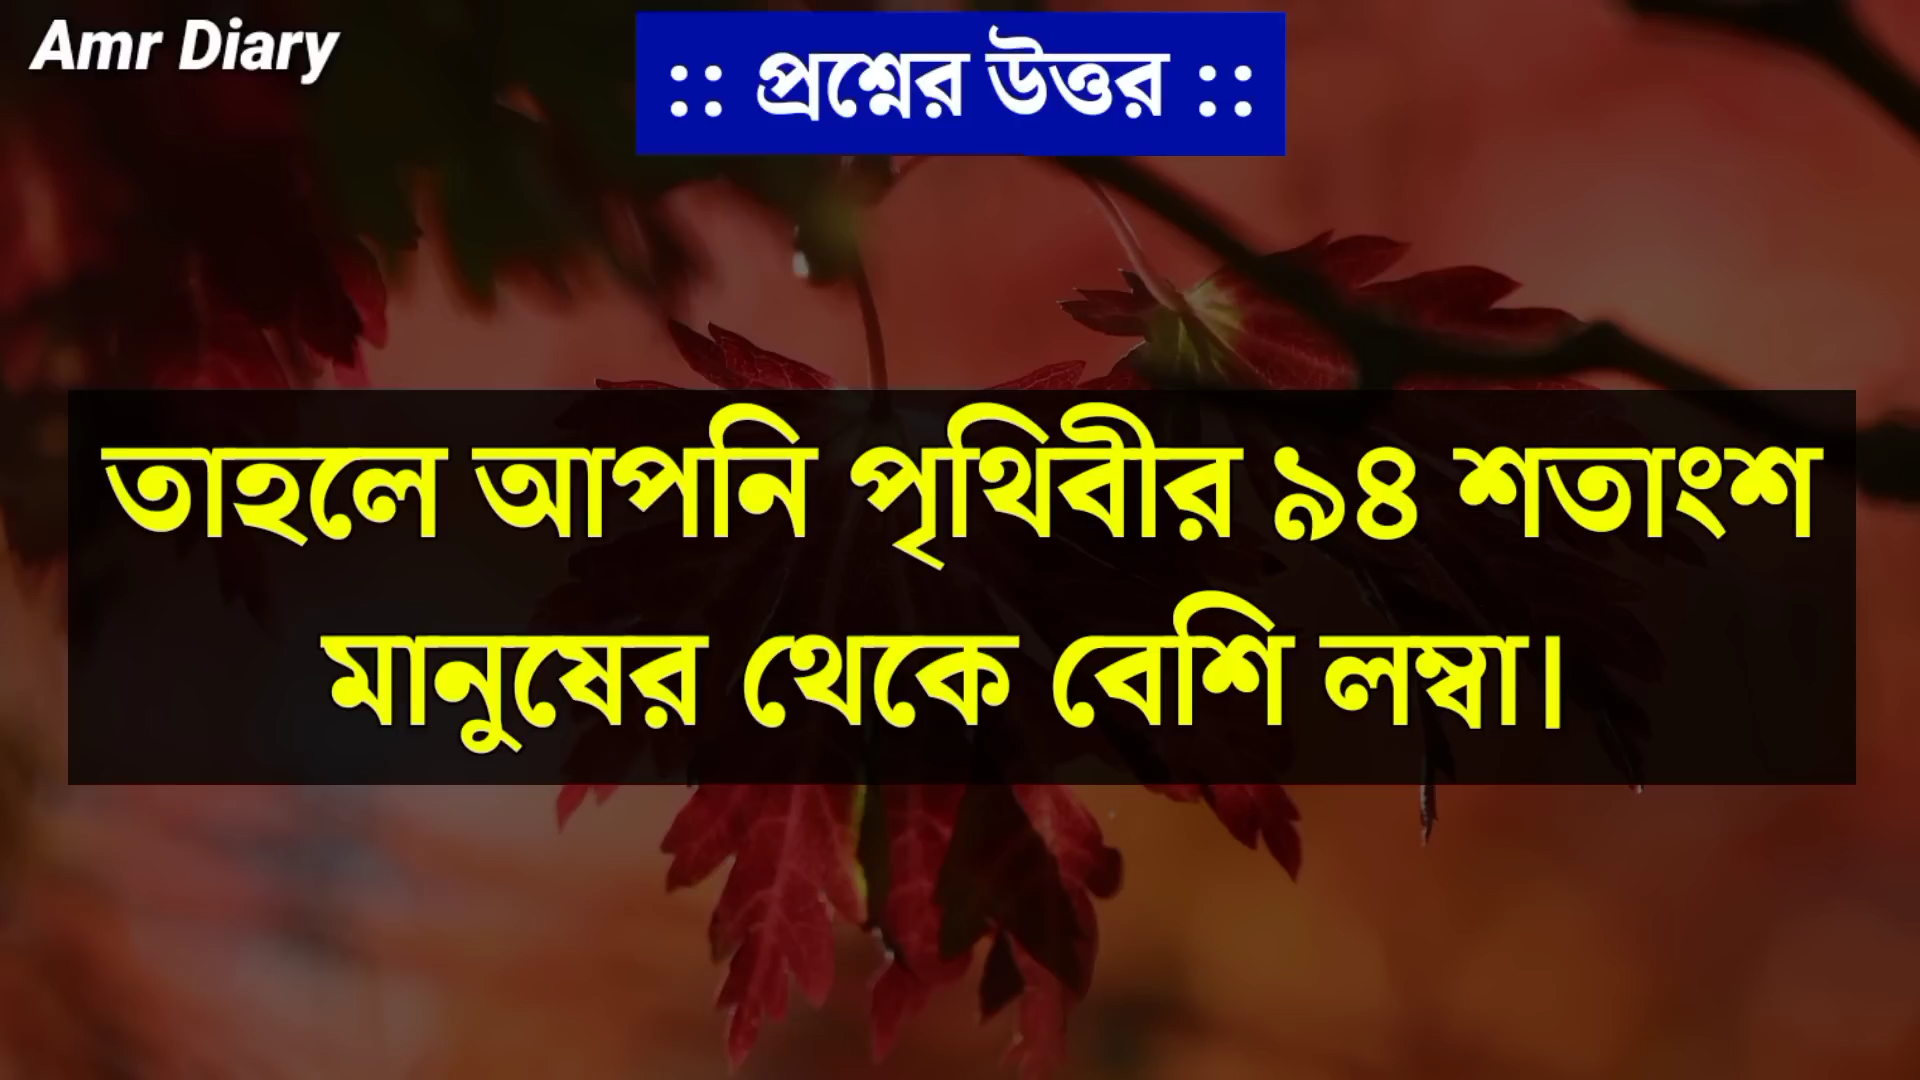 Amr Diary
:: প্রশ্নের উত্তর ::
তাহলে আপনি পৃথিবীর ৯৪ শতাংশ
মানুষের থেকে বেশি লম্বা।